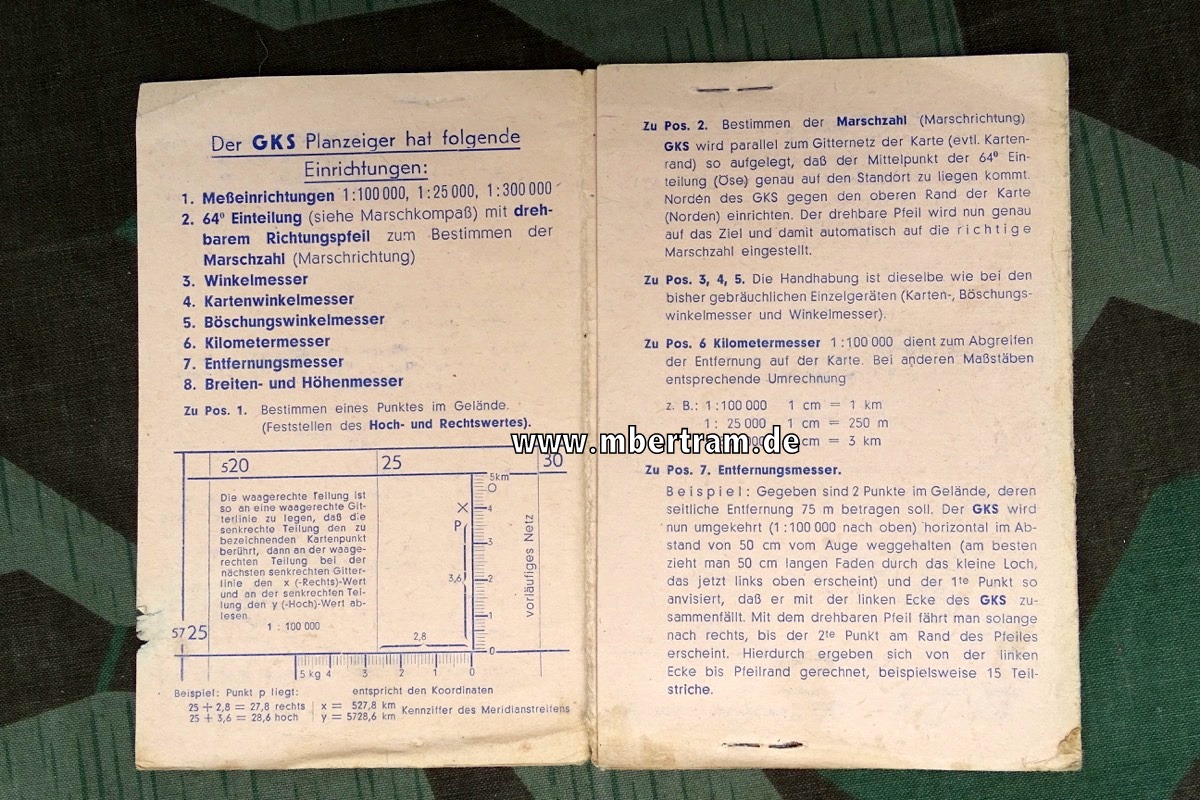 Der GKS Planzeiger hat folgende
Einrichtungen:
1. Meßeinrichtungen 1:100 000, 1:25 000, 1:300 000
2. 64⁰ Einteilung (siehe Marschkompaß) mit dreh-
barem Richtungspfeil zum Bestimmen der
Marschzahl (Marschrichtung)
3. Winkelmesser
4. Kartenwinkelmesser
5. Böschungswinkelmesser
6. Kilometermesser
7. Entfernungsmesser
8. Breiten- und Höhenmesser
Zu Pos. 1. Bestimmen eines Punktes im Gelände.
(Feststellen des Hoch- und Rechtswertes).
520 25 30
Die waagerechte Teilung ist
so an eine waagerechte Git-
terlinie zu legen, daß die
senkrechte Teilung den zu
bezeichnenden Kartenpunkt
berührt, dann an der waage-
rechten Teilung bei der
nächsten senkrechten Gitter-
linie den x (-Rechts)-Wert
und an der senkrechten Tei-
lung den y (-Hoch)-Wert ab-
lesen.
1 : 100 000
5km
O
X
P
4
3
3,6
2
1
0
2,8
vorläufiges Netz
5725
5 kg 4 3 2 1 0
Beispiel: Punkt p liegt: entspricht den Koordinaten
25 + 2,8 = 27,8 rechts x = 527,8 km
25 + 3,6 = 28,6 hoch y = 5728,6 km Kennziffer des Meridianstreifens
Zu Pos. 2. Bestimmen der Marschzahl (Marschrichtung)
GKS wird parallel zum Gitternetz der Karte (evtl. Karten-
rand) so aufgelegt, daß der Mittelpunkt der 64⁰ Ein-
teilung (Öse) genau auf den Standort zu liegen kommt.
Norden des GKS gegen den oberen Rand der Karte
(Norden) einrichten. Der drehbare Pfeil wird nun genau
auf das Ziel und damit automatisch auf die richtige
Marschzahl eingestellt.
Zu Pos. 3, 4, 5. Die Handhabung ist dieselbe wie bei den
bisher gebräuchlichen Einzelgeräten (Karten-, Böschungs-
winkelmesser und Winkelmesser).
Zu Pos. 6 Kilometermesser 1:100 000 dient zum Abgreifen
der Entfernung auf der Karte. Bei anderen Maßstäben
entsprechende Umrechnung
z. B.: 1:100 000 1 cm = 1 km
1: 25 000 1 cm = 250 m
cm = 3 km
www.mbertram.de
Zu Pos. 7. Entfernungsmesser.
Beispiel: Gegeben sind 2 Punkte im Gelände, deren
seitliche Entfernung 75 m betragen soll. Der GKS wird
nun umgekehrt (1:100 000 nach oben) horizontal im Ab-
stand von 50 cm vom Auge weggehalten (am besten
zieht man 50 cm langen Faden durch das kleine Loch,
das jetzt links oben erscheint) und der 1te Punkt so
anvisiert, daß er mit der linken Ecke des GKS zu-
sammenfällt. Mit dem drehbaren Pfeil fährt man solange
nach rechts, bis der 2te Punkt am Rand des Pfeiles
erscheint. Hierdurch ergeben sich von der linken
Ecke bis Pfeilrand gerechnet, beispielsweise 15 Teil-
striche.